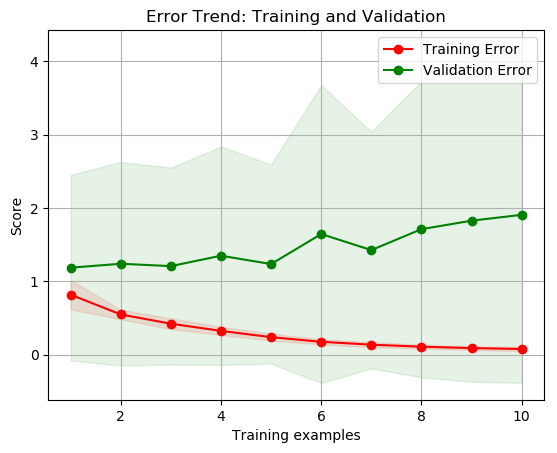 Error Trend: Training and Validation
Training Error
Validation Error
4
3
2
1
0
Score
2
4
6
8
10
Training examples